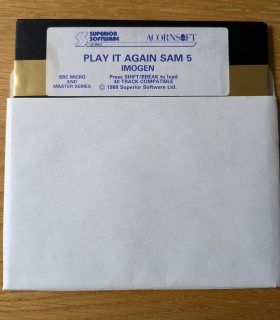 SUPERIOR SOFTWARE
Limited
ACORNSOFT
PLAY IT AGAIN SAM 5
IMOGEN
BBC MICRO AND MASTER SERIES
Press SHIFT/BREAK to load
40 TRACK COMPATIBLE
© 1988 Superior Software Ltd.